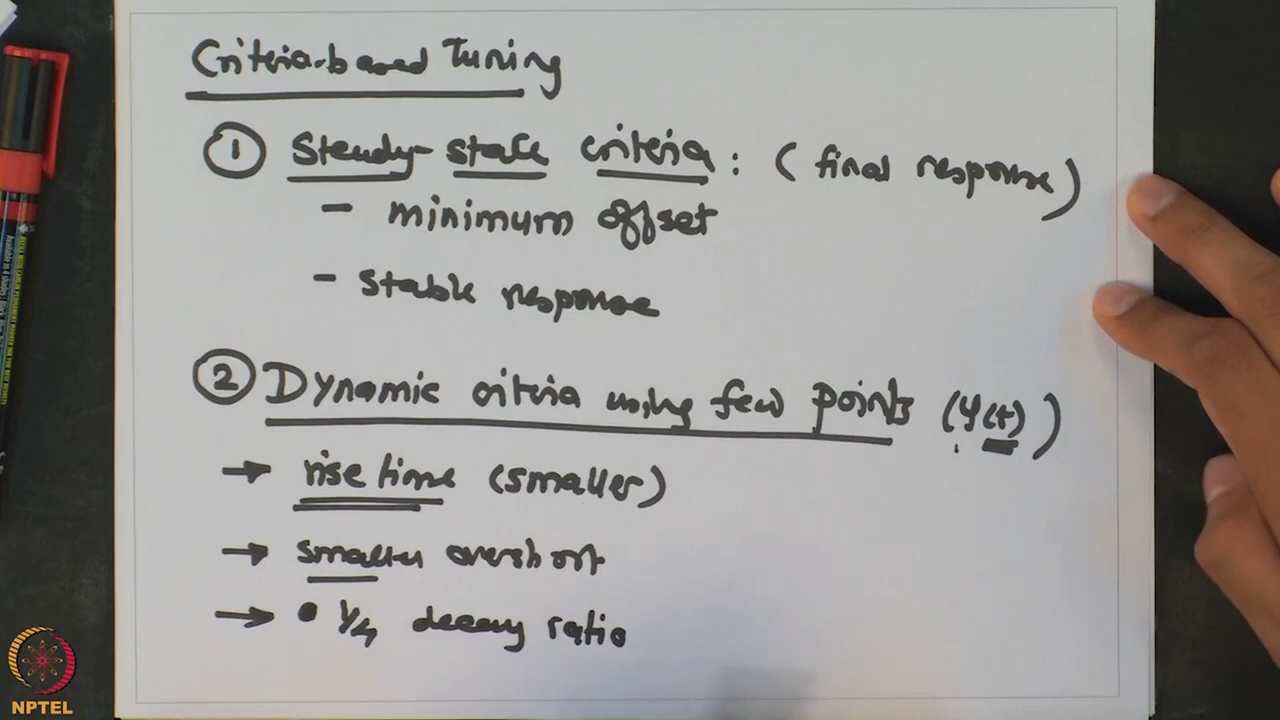 Criteria-based Tuning
① Steady-state criteria: (final response)
- minimum offset
- stable response
② Dynamic criteria using few points (y(t))
→ rise time (smaller)
→ smaller overshoot
→ • 1/4 decay ratio
NPTEL